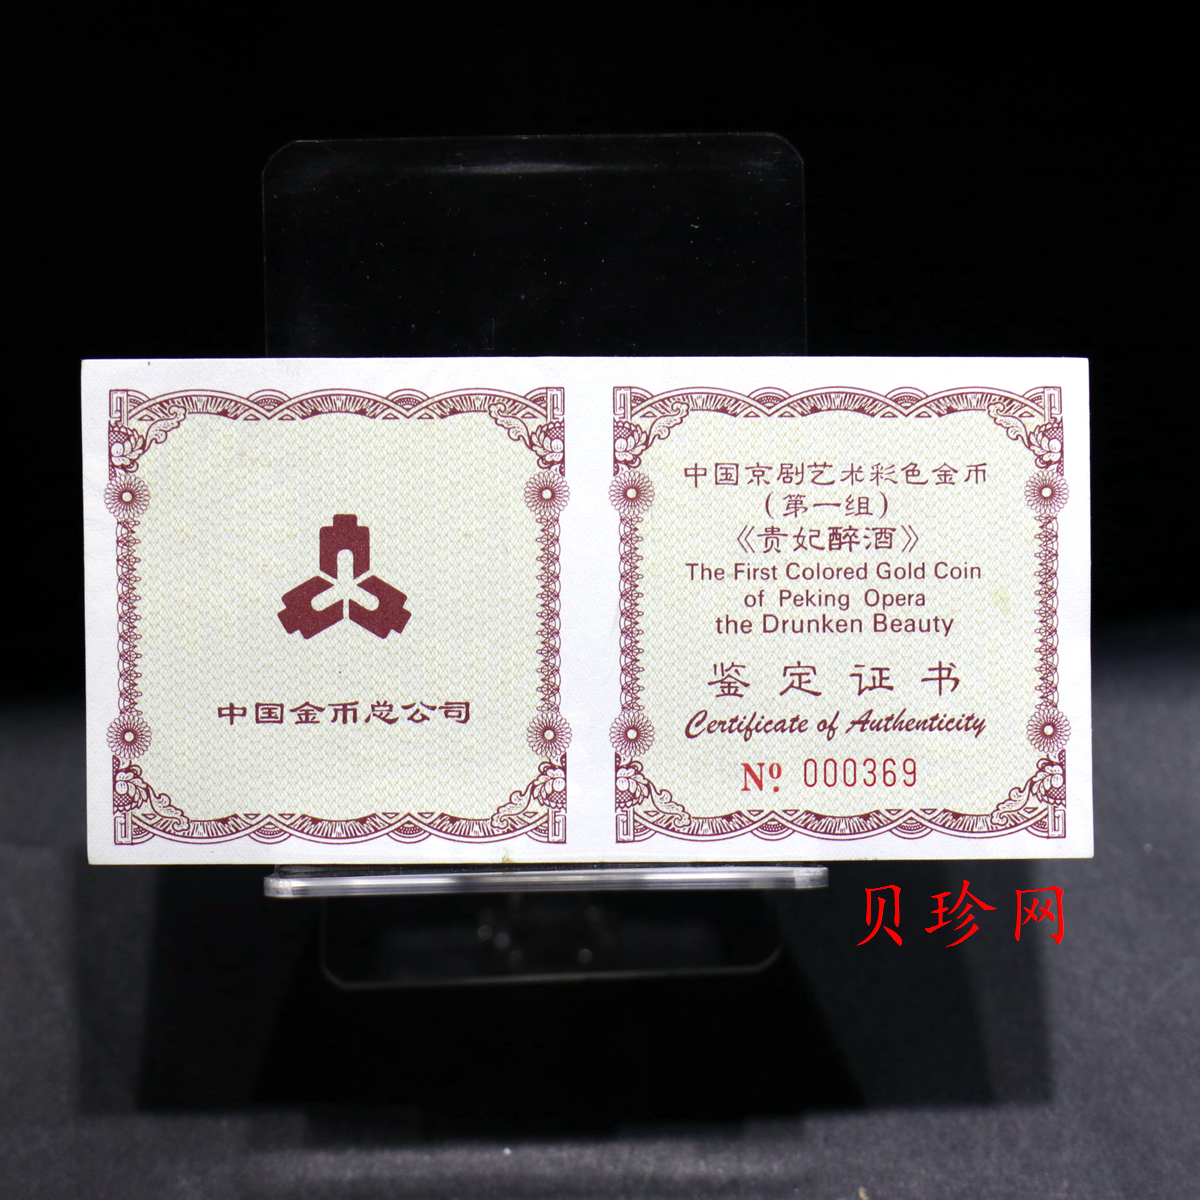 中国金币总公司
中国京剧艺术彩色金币
（第一组）
《贵妃醉酒》
The First Colored Gold Coin
of Peking Opera
the Drunken Beauty
鉴定证书
Certificate of Authenticity
Nº. 000369
贝珍网